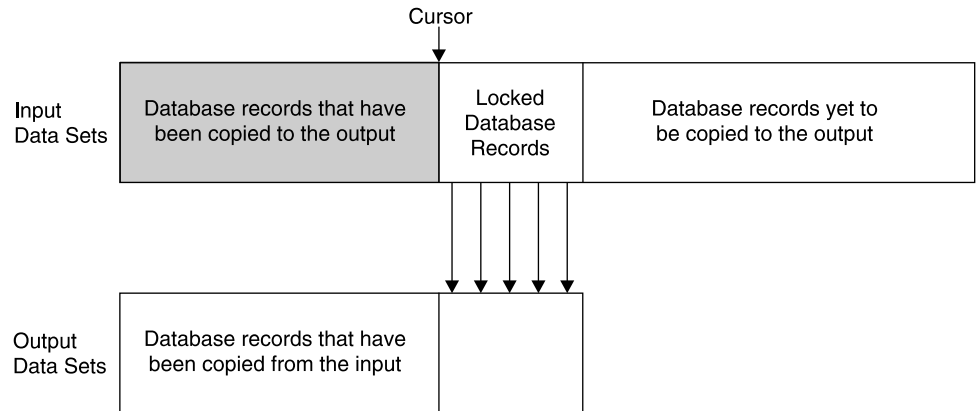 Cursor
Input
Data Sets
Database records that have
been copied to the output
Locked
Database
Records
Database records yet to
be copied to the output
Output
Data Sets
Database records that have
been copied from the input